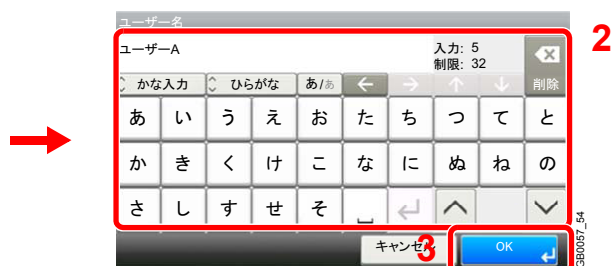 ユーザー名
ユーザーA
入力: 5
制限: 32
2
かな入力 ひらがな あ/ぁ ← → ↑ ↓ 削除
あ い う え お た ち つ て と
か き く け こ な に ぬ ね の
さ し す せ そ
キャンセル 3 OK
GB0057_54